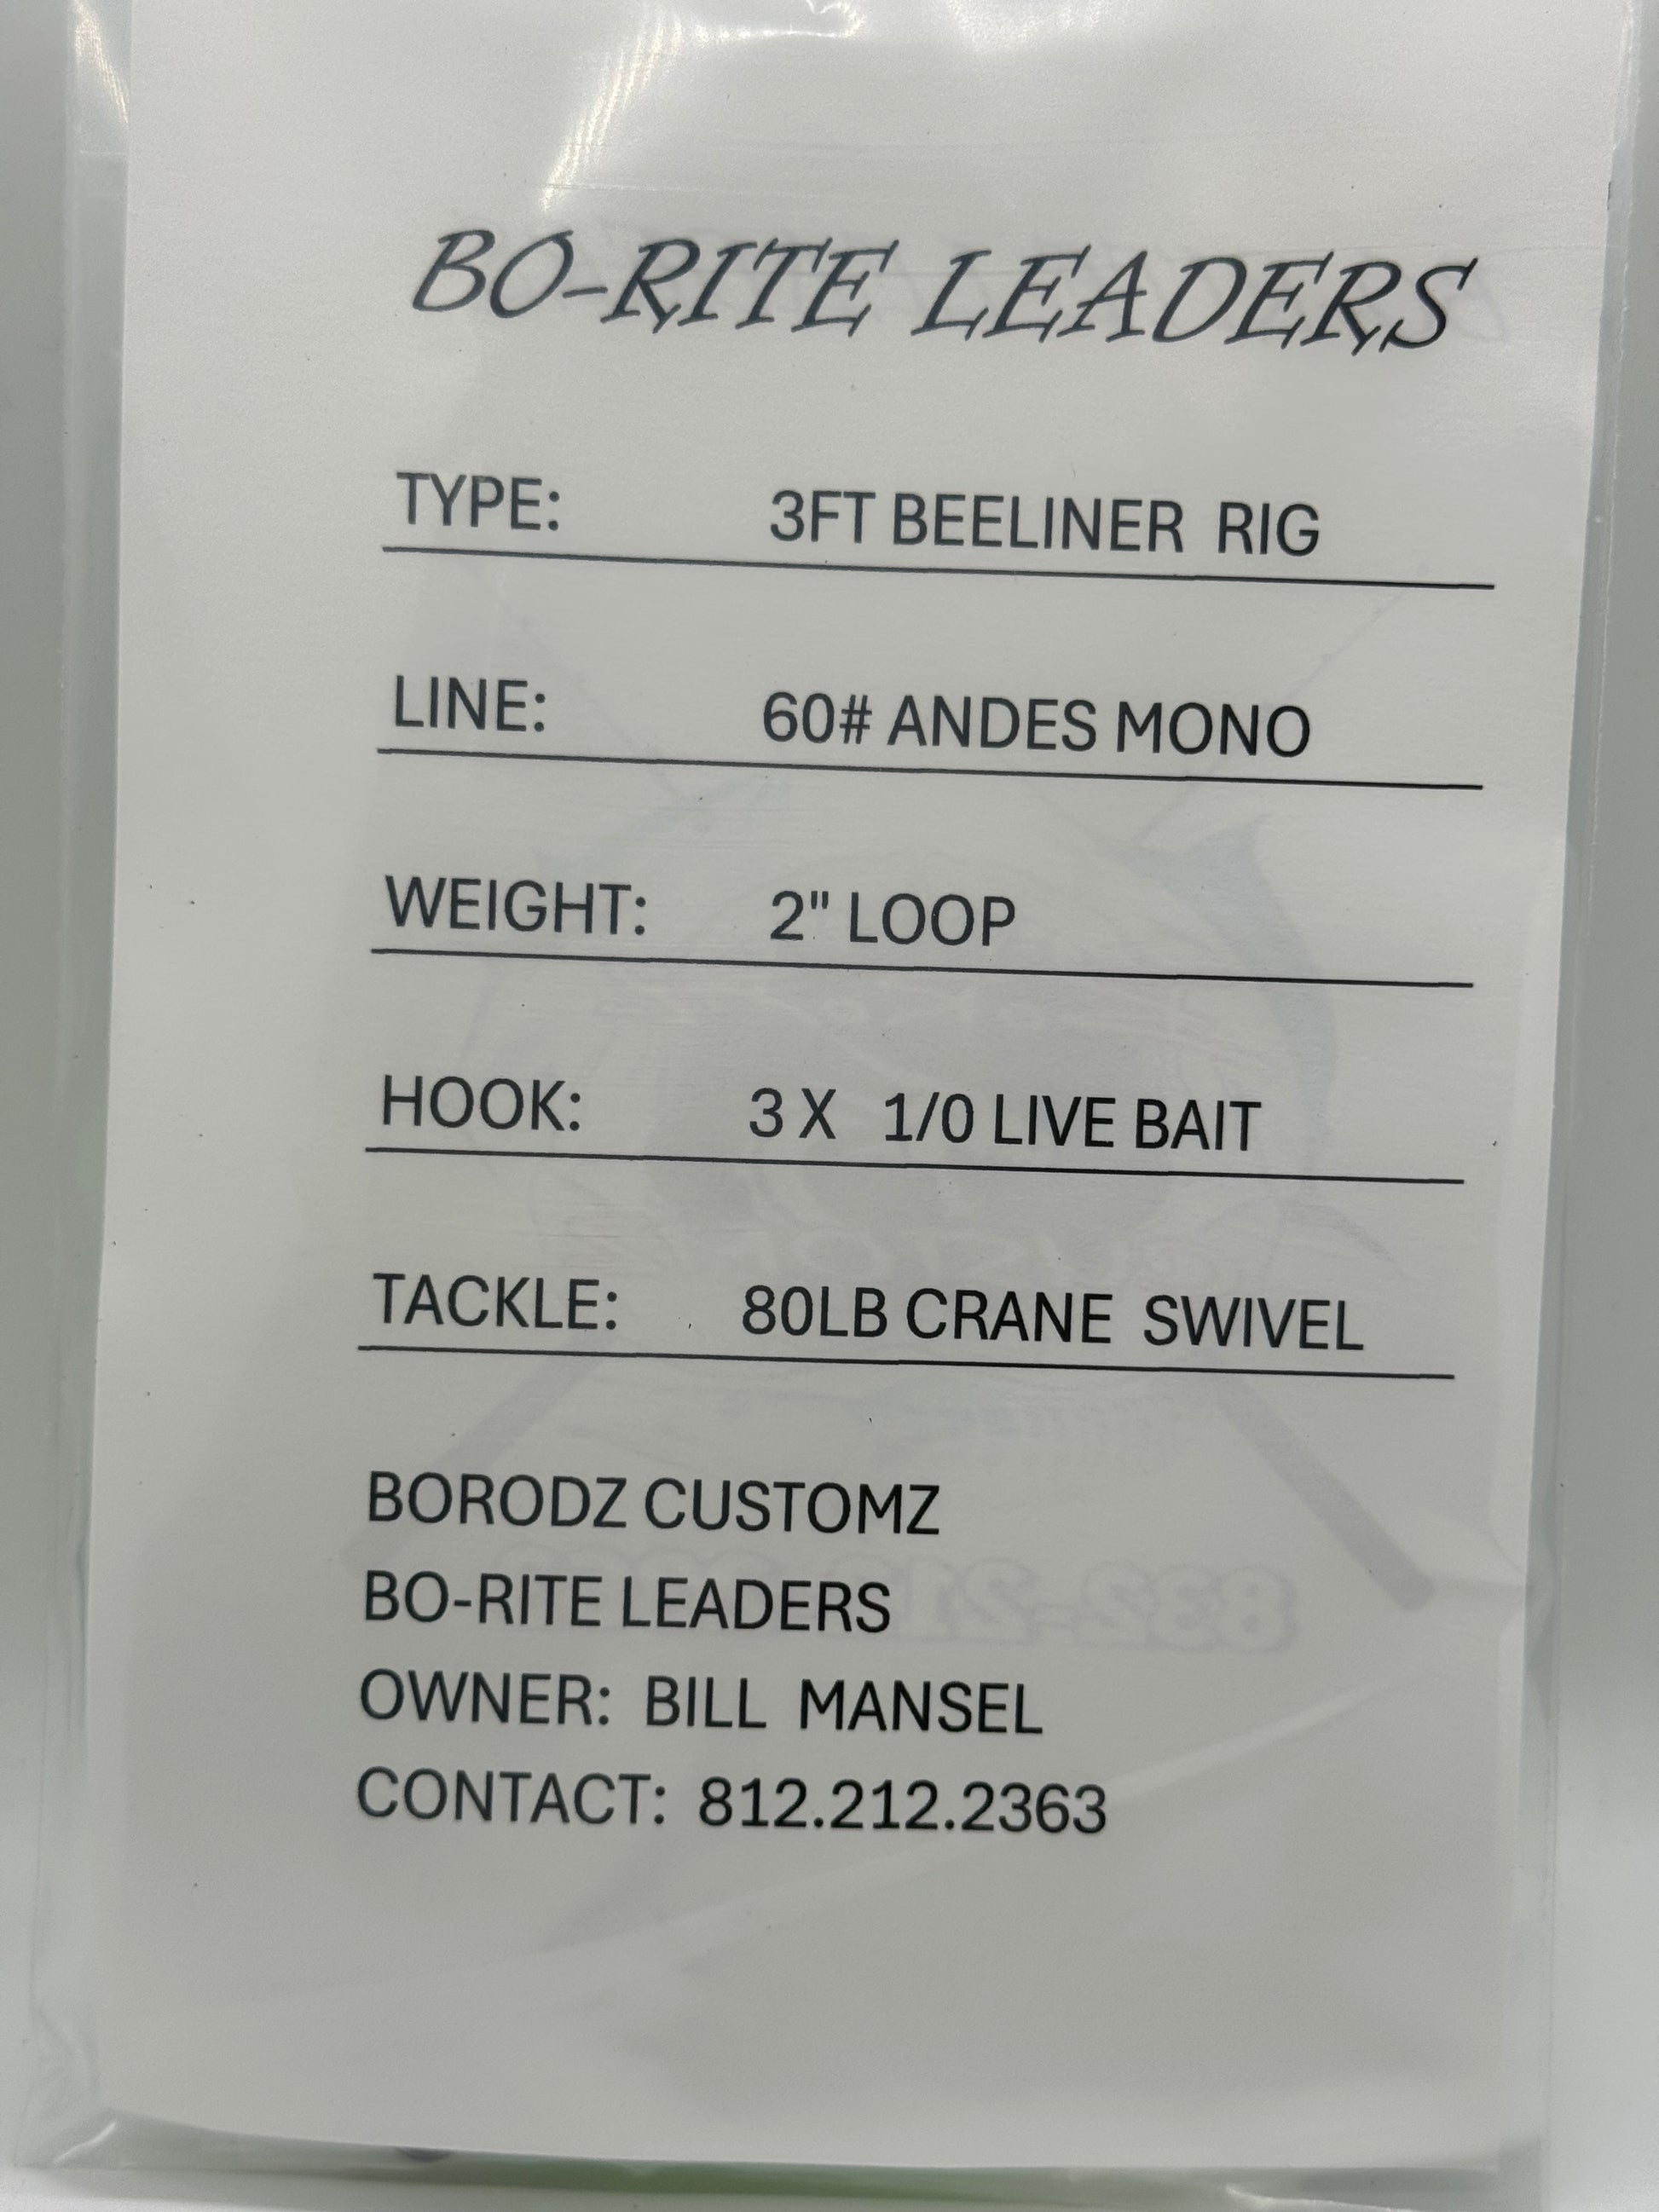 BO-RITE LEADERS
TYPE: 3FT BEELINER RIG
LINE: 60# ANDES MONO
WEIGHT: 2" LOOP
HOOK: 3 X 1/0 LIVE BAIT
TACKLE: 80LB CRANE SWIVEL
BORODZ CUSTOMZ
BO-RITE LEADERS
OWNER: BILL MANSEL
CONTACT: 812.212.2363